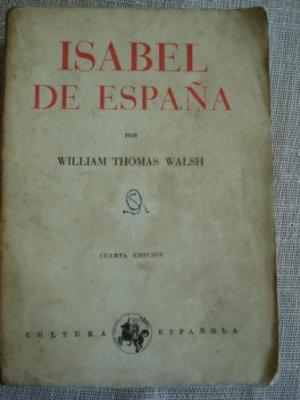 ISABEL
DE ESPAÑA
POR
WILLIAM THOMAS WALSH
CUARTA EDICIÓN
CULTURA ESPAÑOLA